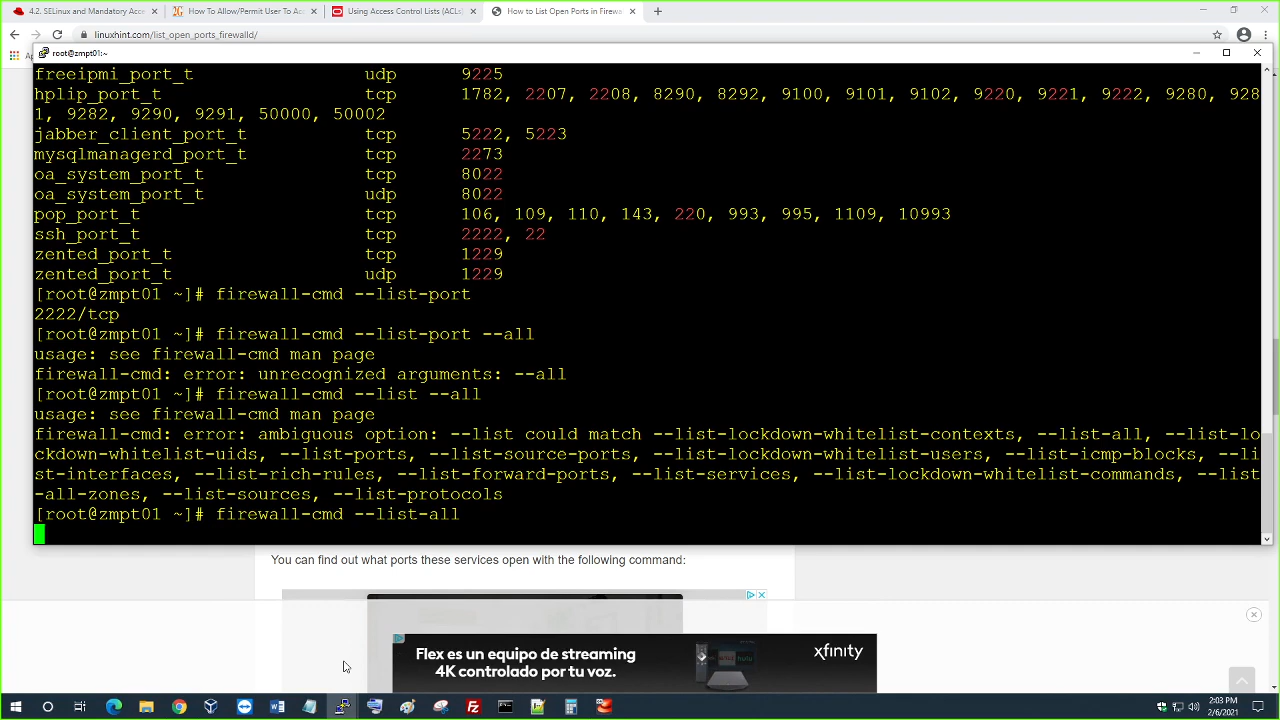 4.2. SELinux and Mandatory Acce
How To Allow/Permit User To Acc
Using Access Control Lists (ACLs)
How to List Open Ports in Firewa
linuxhint.com/list_open_ports_firewalld/
root@zmpt01:~
freeipmi_port_t udp 9225
hplip_port_t tcp 1782, 2207, 2208, 8290, 8292, 9100, 9101, 9102, 9220, 9221, 9222, 9280, 928
1, 9282, 9290, 9291, 50000, 50002
jabber_client_port_t tcp 5222, 5223
mysqlmanagerd_port_t tcp 2273
oa_system_port_t tcp 8022
oa_system_port_t udp 8022
pop_port_t tcp 106, 109, 110, 143, 220, 993, 995, 1109, 10993
ssh_port_t tcp 2222, 22
zented_port_t tcp 1229
zented_port_t udp 1229
[root@zmpt01 ~]# firewall-cmd --list-port
2222/tcp
[root@zmpt01 ~]# firewall-cmd --list-port --all
usage: see firewall-cmd man page
firewall-cmd: error: unrecognized arguments: --all
[root@zmpt01 ~]# firewall-cmd --list --all
usage: see firewall-cmd man page
firewall-cmd: error: ambiguous option: --list could match --list-lockdown-whitelist-contexts, --list-all, --list-lo
ckdown-whitelist-uids, --list-ports, --list-source-ports, --list-lockdown-whitelist-users, --list-icmp-blocks, --li
st-interfaces, --list-rich-rules, --list-forward-ports, --list-services, --list-lockdown-whitelist-commands, --list
-all-zones, --list-sources, --list-protocols
[root@zmpt01 ~]# firewall-cmd --list-all
You can find out what ports these services open with the following command:
Flex es un equipo de streaming
4K controlado por tu voz.
xfinity
2:03 PM
2/6/2021